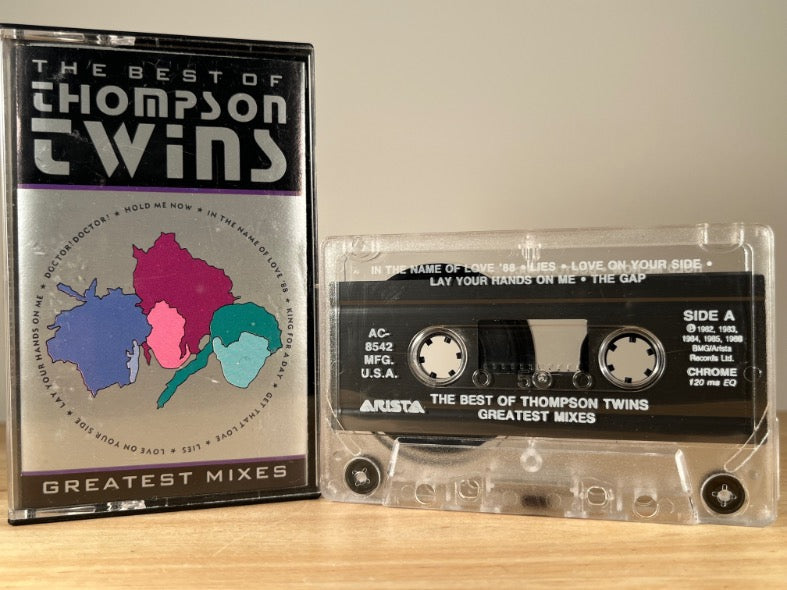 THE BEST OF
THOMPSON
TWINS
DOCTOR! DOCTOR! ★ HOLD ME NOW ★ IN THE NAME OF LOVE '88 ★ KING FOR A DAY ★ GET THAT LOVE ★ LIES ★ LOVE ON YOUR SIDE ★ LAY YOUR HANDS ON ME ★
GREATEST MIXES
IN THE NAME OF LOVE '88 • LIES • LOVE ON YOUR SIDE •
LAY YOUR HANDS ON ME • THE GAP
AC-
8542
MFG.
U.S.A.
SIDE A
℗ 1982, 1983,
1984, 1985, 1988
BMG/Arista
Records Ltd.
CHROME
120 ms EQ
50
ARISTA
THE BEST OF THOMPSON TWINS
GREATEST MIXES